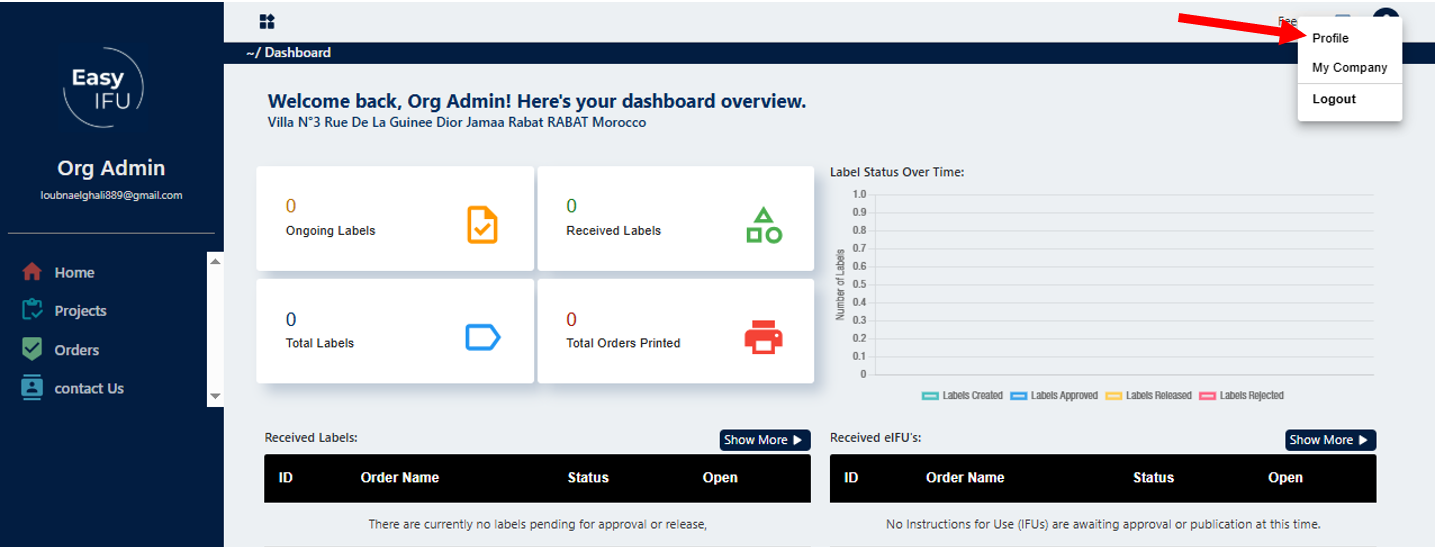 Easy
IFU
Org Admin
loubnaelghali889@gmail.com
Home
Projects
Orders
contact Us
Profile
My Company
Logout
~/ Dashboard
Welcome back, Org Admin! Here's your dashboard overview.
Villa N°3 Rue De La Guinee Dior Jamaa Rabat RABAT Morocco
0
Ongoing Labels
0
Received Labels
0
Total Labels
0
Total Orders Printed
Label Status Over Time:
1.0
0.9
0.8
0.7
0.6
0.5
0.4
0.3
0.2
0.1
0
Number of Labels
Labels Created Labels Approved Labels Released Labels Rejected
Received Labels:
Show More
ID Order Name Status Open
There are currently no labels pending for approval or release,
Received eIFU's:
Show More
ID Order Name Status Open
No Instructions for Use (IFUs) are awaiting approval or publication at this time.